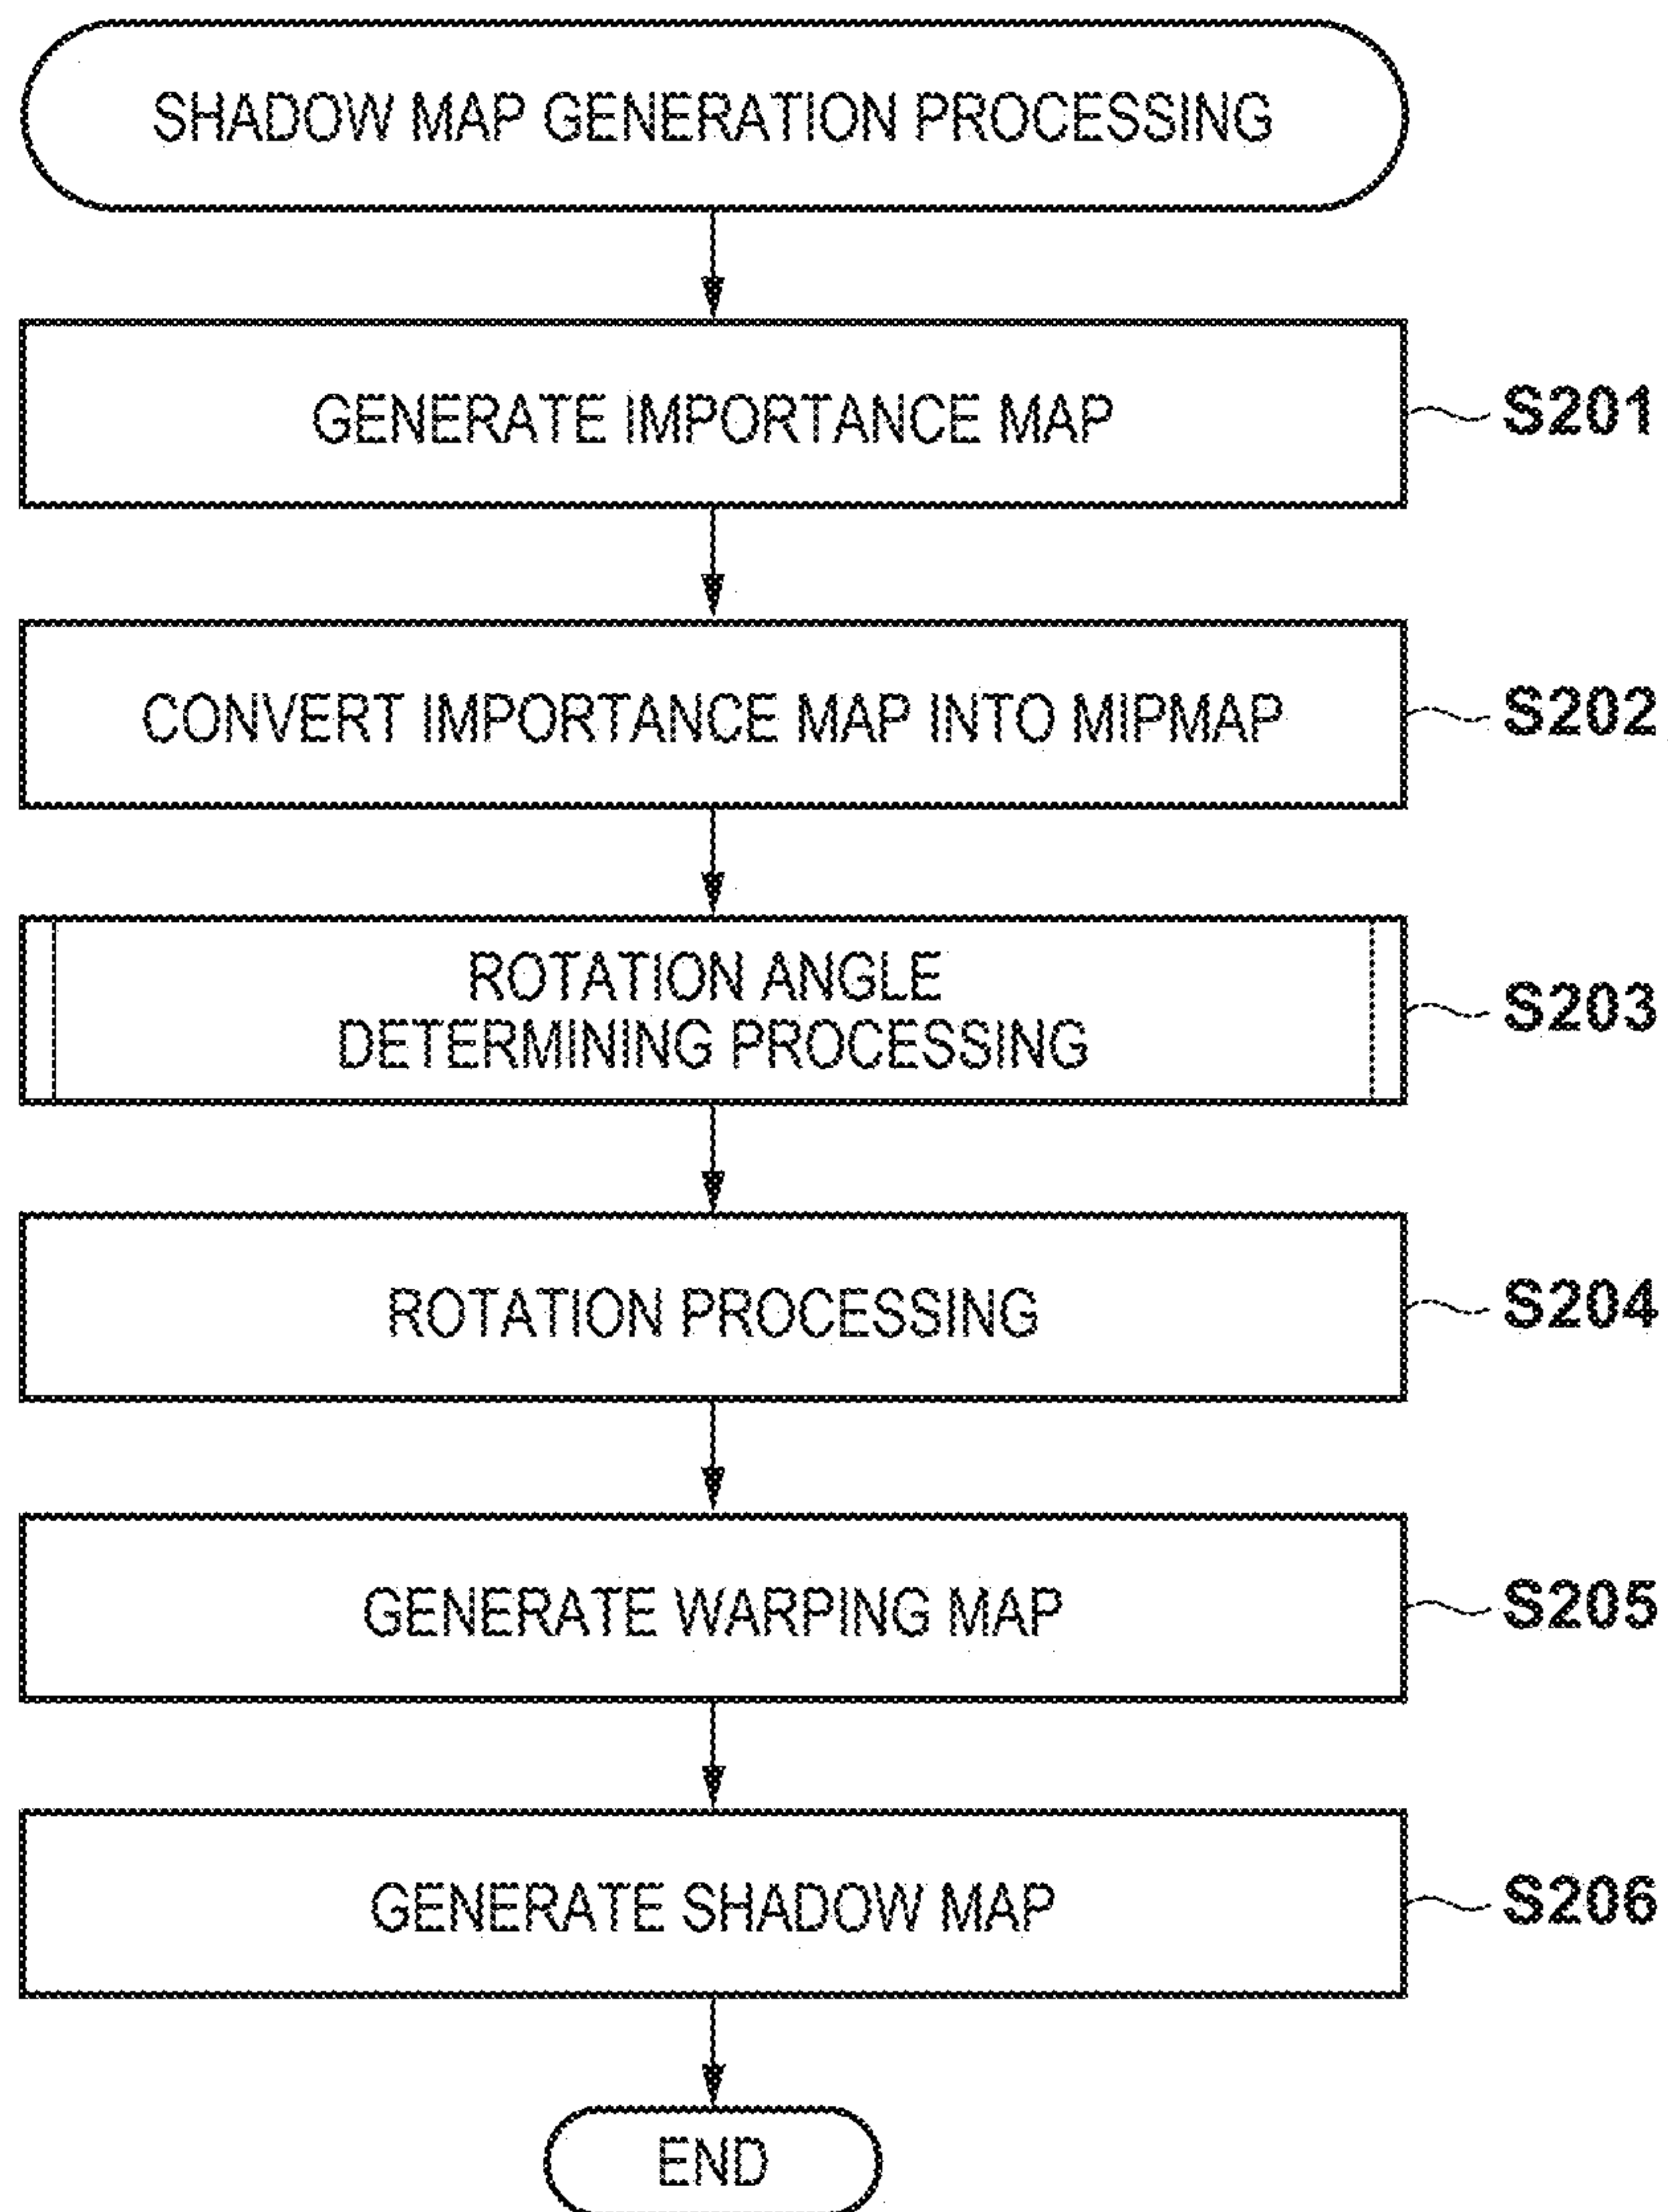 SHADOW MAP GENERATION PROCESSING
GENERATE IMPORTANCE MAP
S201
CONVERT IMPORTANCE MAP INTO MIPMAP
S202
ROTATION ANGLE
DETERMINING PROCESSING
S203
ROTATION PROCESSING
S204
GENERATE WARPING MAP
S205
GENERATE SHADOW MAP
S206
END